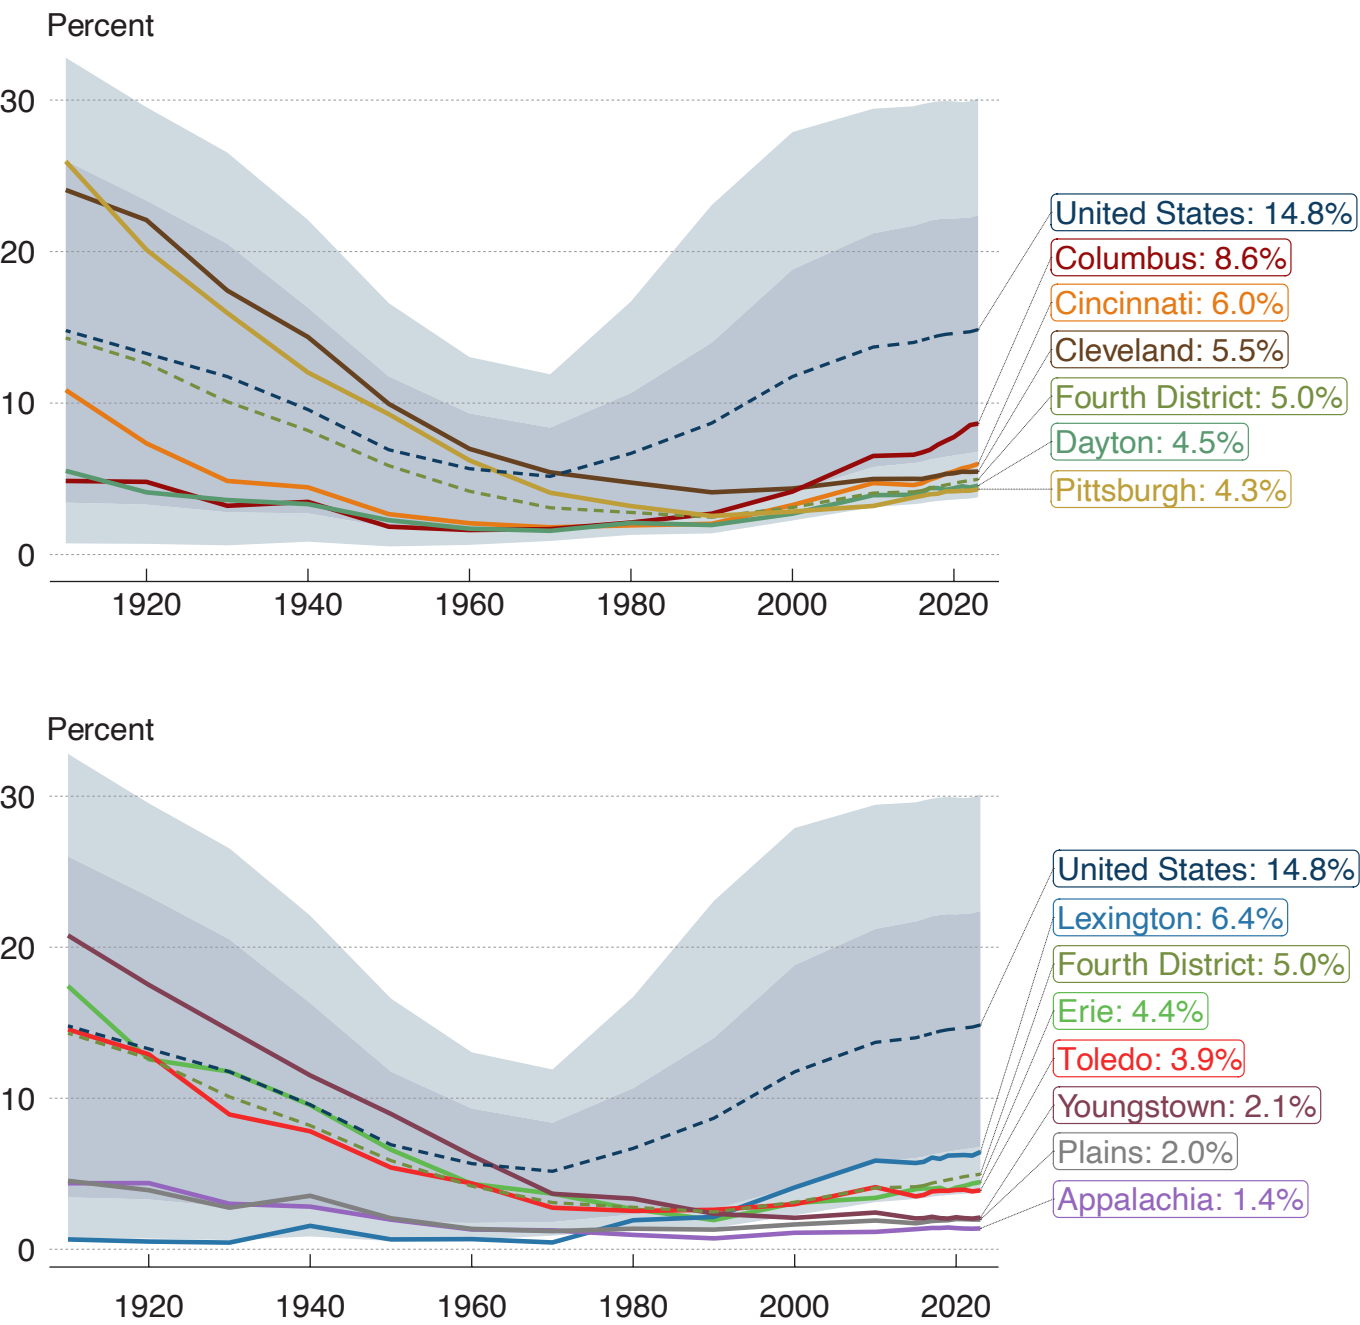 Percent
30
20
10
0
1920 1940 1960 1980 2000 2020
United States: 14.8%
Columbus: 8.6%
Cincinnati: 6.0%
Cleveland: 5.5%
Fourth District: 5.0%
Dayton: 4.5%
Pittsburgh: 4.3%
Percent
30
20
10
0
1920 1940 1960 1980 2000 2020
United States: 14.8%
Lexington: 6.4%
Fourth District: 5.0%
Erie: 4.4%
Toledo: 3.9%
Youngstown: 2.1%
Plains: 2.0%
Appalachia: 1.4%